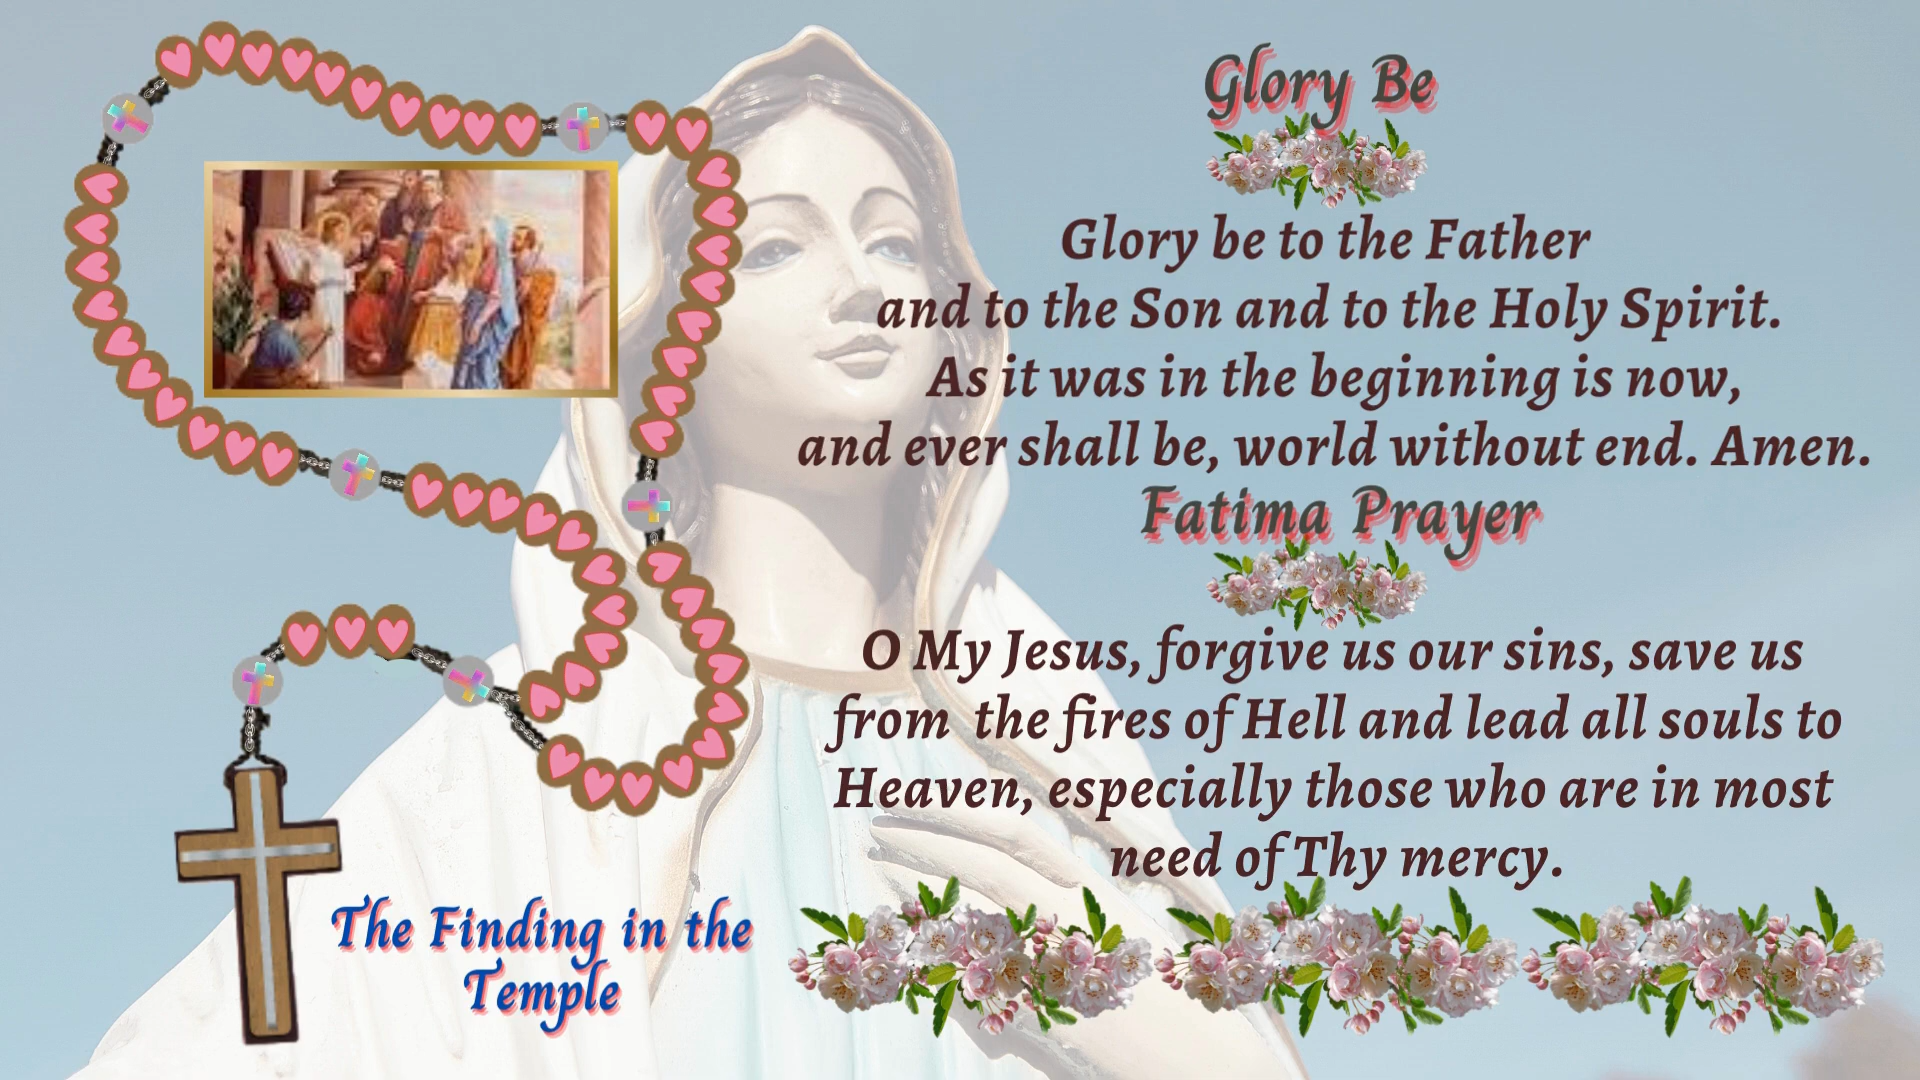 Glory Be
Glory be to the Father
and to the Son and to the Holy Spirit.
As it was in the beginning is now,
and ever shall be, world without end. Amen.
Fatima Prayer
O My Jesus, forgive us our sins, save us
from the fires of Hell and lead all souls to
Heaven, especially those who are in most
need of Thy mercy.
The Finding in the
Temple